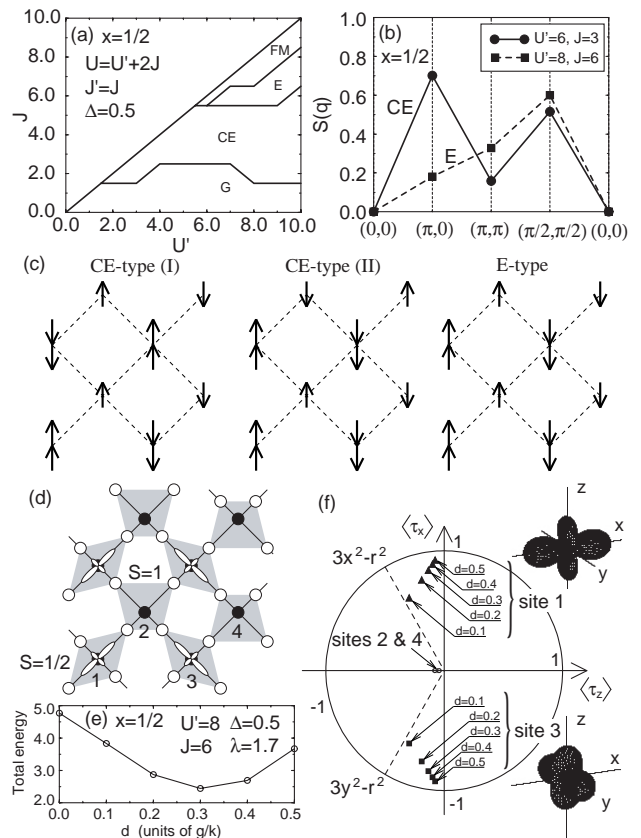 (a)
x=1/2
U=U'+2J
J'=J
Δ=0.5
FM
E
CE
G
J
10.0
8.0
6.0
4.0
2.0
0.0
0.0 2.0 4.0 6.0 8.0 10.0
U'
(b)
x=1/2
U'=6, J=3
U'=8, J=6
CE
E
S(q)
1.0
0.8
0.6
0.4
0.2
0.0
(0,0) (π,0) (π,π) (π/2,π/2) (0,0)
(c)
CE-type (I) CE-type (II) E-type
(d)
S=1
2 4
S=1/2
1 3
(e) x=1/2 U'=8 Δ=0.5
J=6 λ=1.7
Total energy
5.0
4.0
3.0
2.0
0.0 0.1 0.2 0.3 0.4 0.5
d (units of g/k)
(f)
⟨τx⟩
1
3x²-r²
d=0.5
d=0.4
d=0.3
d=0.2
d=0.1
site 1
sites 2 & 4
1
⟨τz⟩
-1
d=0.1
d=0.2
d=0.3
d=0.4
d=0.5
site 3
3y²-r²
-1
z
x
y
z
x
y